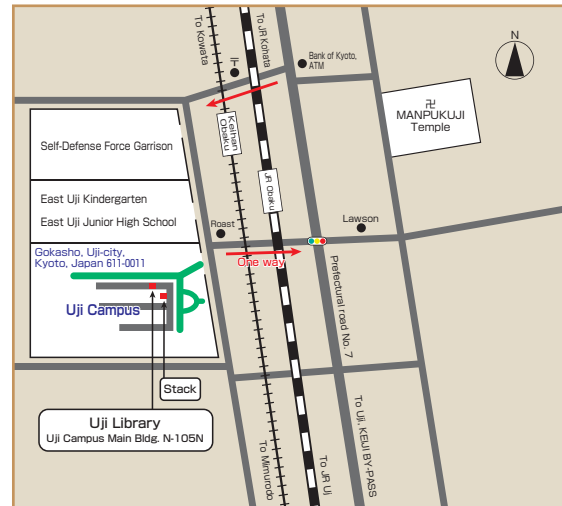 To Kowata
To JR Kohata
N
Bank of Kyoto,
ATM
卍
MANPUKUJI
Temple
Self-Defense Force Garrison
Keihan
Obaku
JR Obaku
East Uji Kindergarten
East Uji Junior High School
Roast
Lawson
Gokasho, Uji-city,
Kyoto, Japan 611-0011
One way
Uji Campus
Prefectural road No. 7
Stack
Uji Library
Uji Campus Main Bldg. N-105N
To Mimurodo
To JR Uj
To Uji, KEIJI BY-PASS